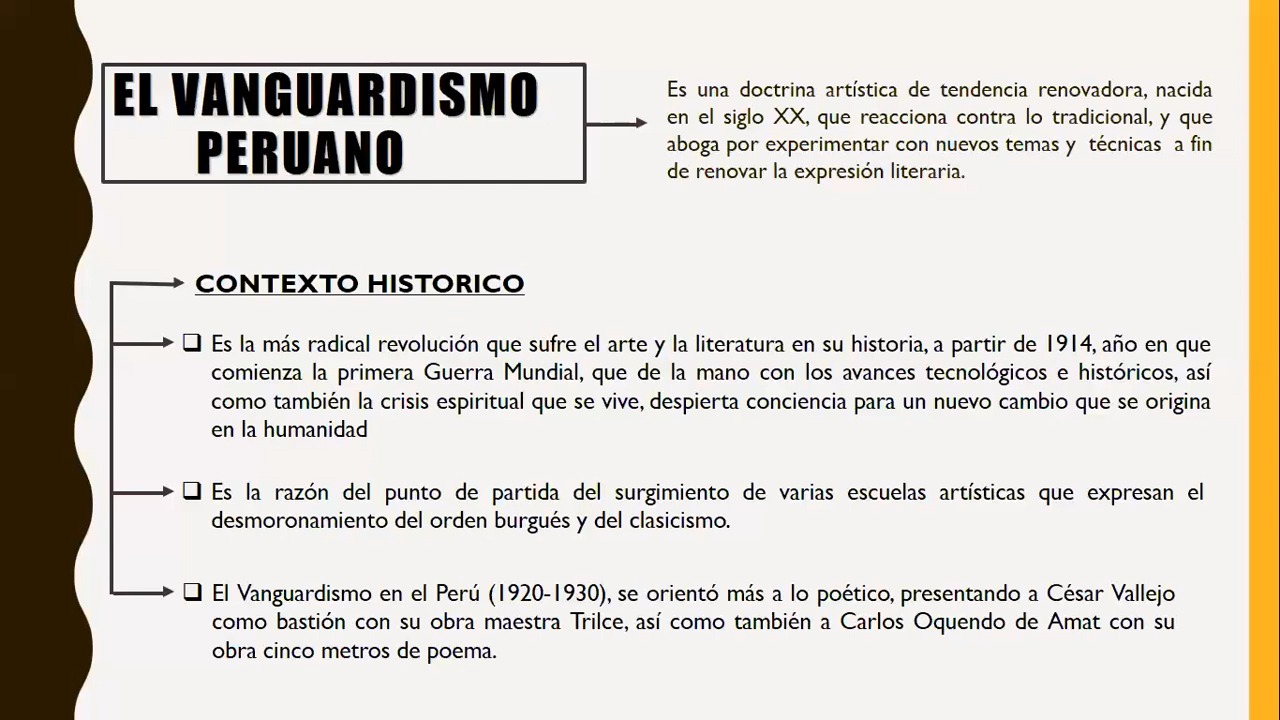 EL VANGUARDISMO
PERUANO
Es una doctrina artística de tendencia renovadora, nacida
en el siglo XX, que reacciona contra lo tradicional, y que
aboga por experimentar con nuevos temas y técnicas a fin
de renovar la expresión literaria.
CONTEXTO HISTORICO
❑ Es la más radical revolución que sufre el arte y la literatura en su historia, a partir de 1914, año en que
comienza la primera Guerra Mundial, que de la mano con los avances tecnológicos e históricos, así
como también la crisis espiritual que se vive, despierta conciencia para un nuevo cambio que se origina
en la humanidad
❑ Es la razón del punto de partida del surgimiento de varias escuelas artísticas que expresan el
desmoronamiento del orden burgués y del clasicismo.
❑ El Vanguardismo en el Perú (1920-1930), se orientó más a lo poético, presentando a César Vallejo
como bastión con su obra maestra Trilce, así como también a Carlos Oquendo de Amat con su
obra cinco metros de poema.